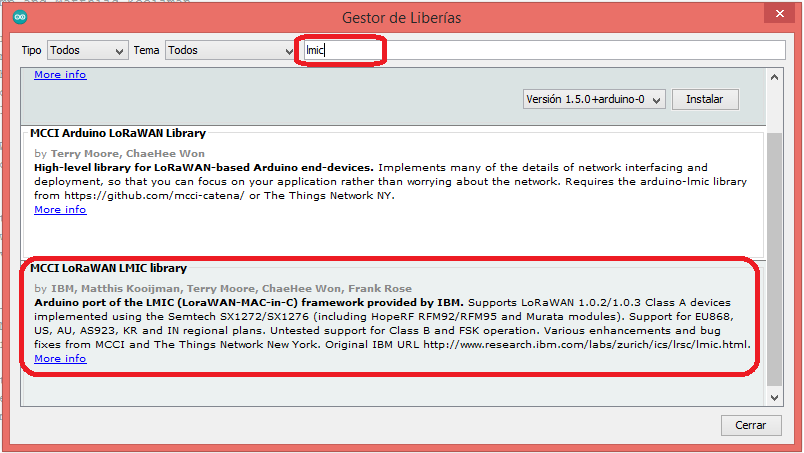 Gestor de Liberías
Tipo Todos Tema Todos lmic
More info
Versión 1.5.0+arduino-0 Instalar
MCCI Arduino LoRaWAN Library
by Terry Moore, ChaeHee Won
High-level library for LoRaWAN-based Arduino end-devices. Implements many of the details of network interfacing and
deployment, so that you can focus on your application rather than worrying about the network. Requires the arduino-lmic library
from https://github.com/mcci-catena/ or The Things Network NY.
More info
MCCI LoRaWAN LMIC library
by IBM, Matthis Kooijman, Terry Moore, ChaeHee Won, Frank Rose
Arduino port of the LMIC (LoraWAN-MAC-in-C) framework provided by IBM. Supports LoRaWAN 1.0.2/1.0.3 Class A devices
implemented using the Semtech SX1272/SX1276 (including HopeRF RFM92/RFM95 and Murata modules). Support for EU868,
US, AU, AS923, KR and IN regional plans. Untested support for Class B and FSK operation. Various enhancements and bug
fixes from MCCI and The Things Network New York. Original IBM URL http://www.research.ibm.com/labs/zurich/ics/lrsc/lmic.html.
More info
Cerrar